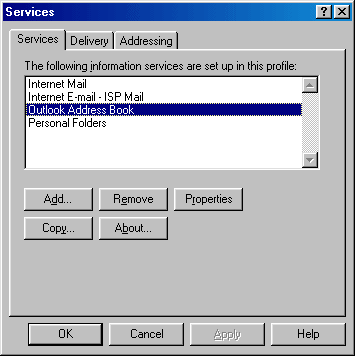 Services
Services Delivery Addressing
The following information services are set up in this profile:
Internet Mail
Internet E-mail - ISP Mail
Outlook Address Book
Personal Folders
Add... Remove Properties
Copy... About...
OK Cancel Apply Help